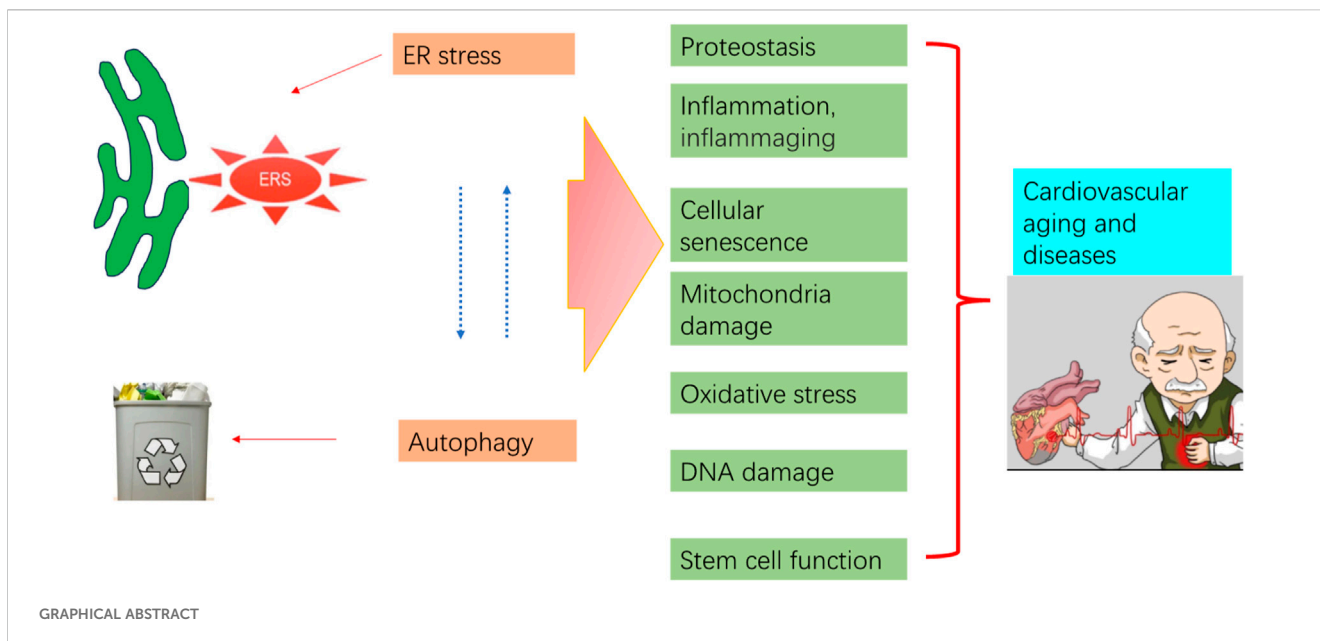 ER stress
ERS
Autophagy
Proteostasis
Inflammation,
inflammaging
Cellular
senescence
Mitochondria
damage
Oxidative stress
DNA damage
Stem cell function
Cardiovascular
aging and
diseases
GRAPHICAL ABSTRACT